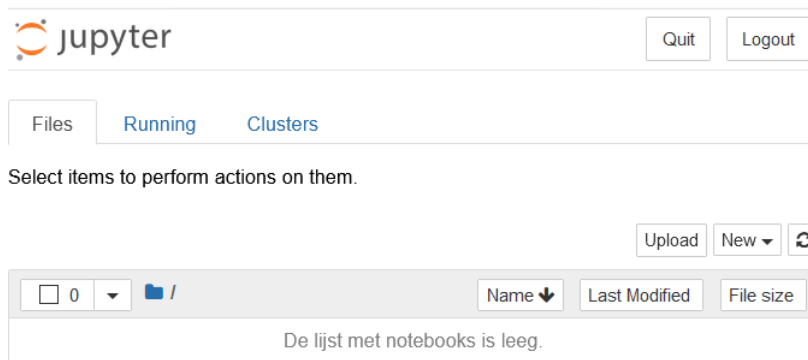 jupyter
Quit Logout
Files Running Clusters
Select items to perform actions on them.
Upload New
0 / Name Last Modified File size
De lijst met notebooks is leeg.